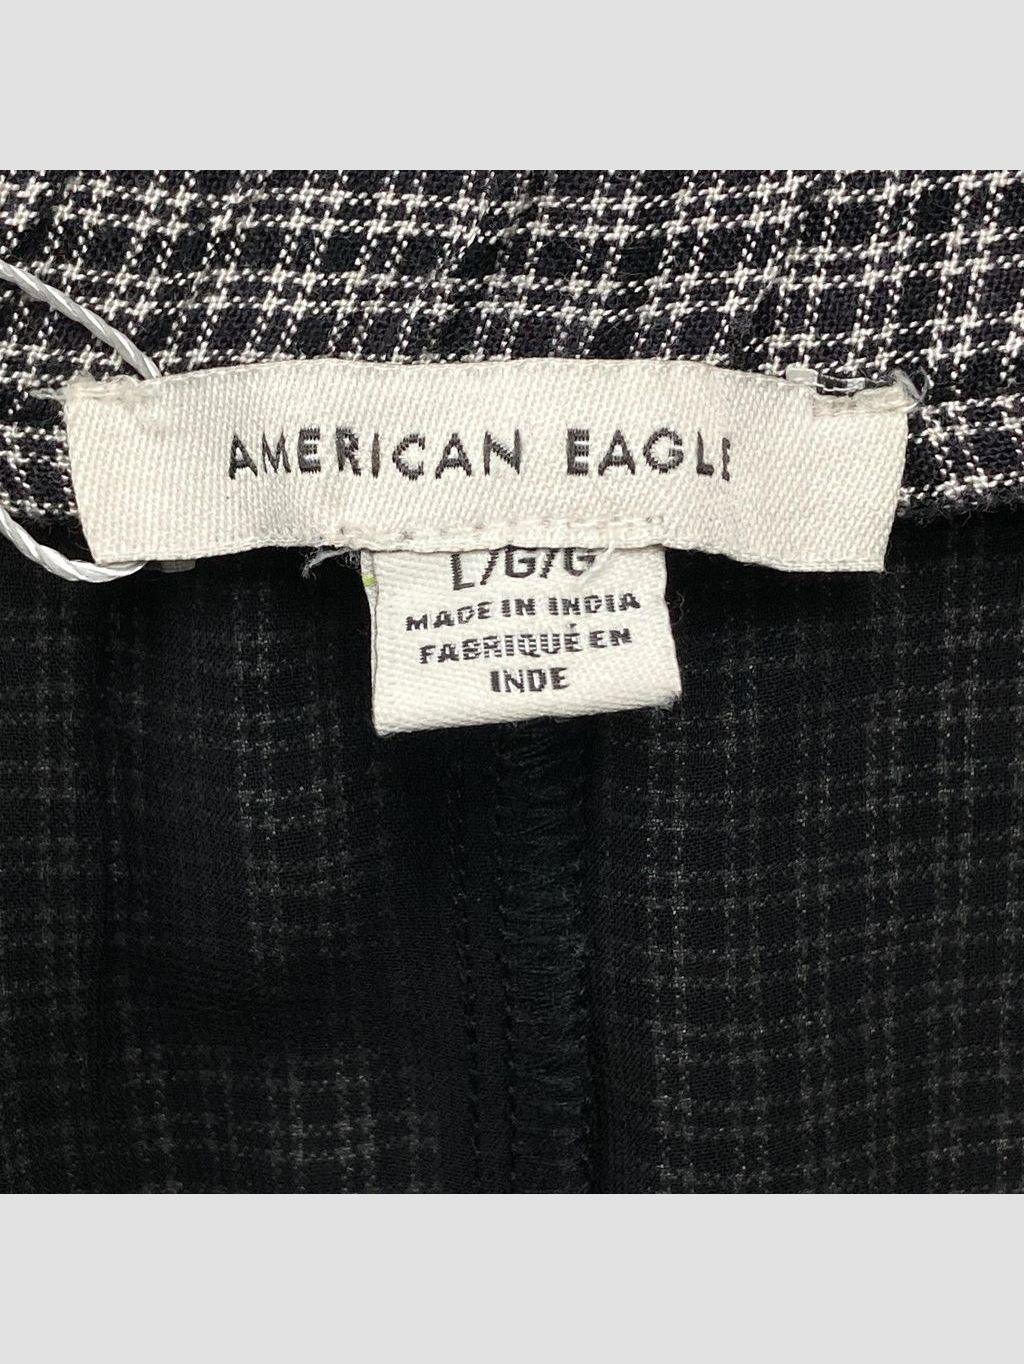 AMERICAN EAGLE
L/G/G
MADE IN INDIA
FABRIQUÉ EN
INDE